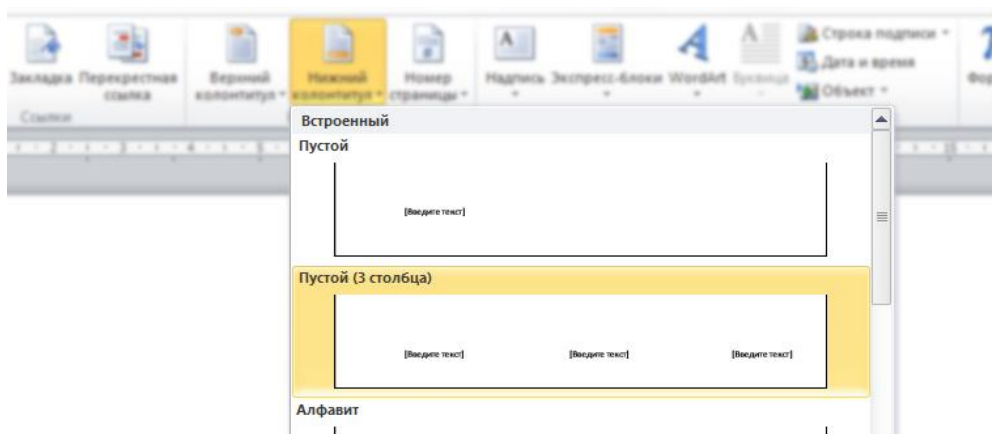 Закладка Перекрестная ссылка
Верхний колонтитул
Нижний колонтитул
Номер страницы
Надпись Экспресс-блоки WordArt Буквица
Строка подписи
Дата и время
Объект
Ссылки
Встроенный
Пустой
[Введите текст]
Пустой (3 столбца)
[Введите текст] [Введите текст] [Введите текст]
Алфавит